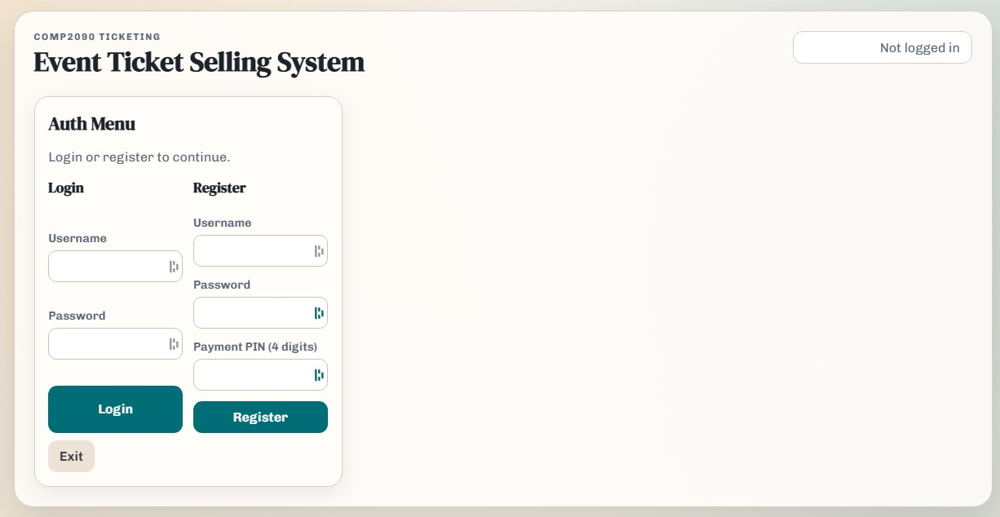 COMP2090 TICKETING
Event Ticket Selling System
Not logged in
Auth Menu
Login or register to continue.
Login
Username
Password
Login
Register
Username
Password
Payment PIN (4 digits)
Register
Exit